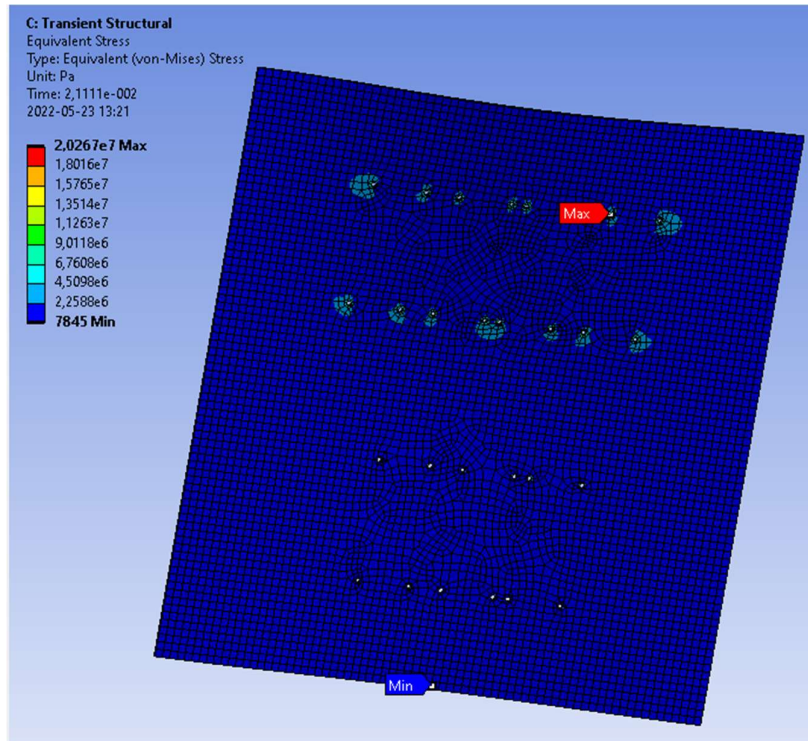 C: Transient Structural
Equivalent Stress
Type: Equivalent (von-Mises) Stress
Unit: Pa
Time: 2,1111e-002
2022-05-23 13:21
2,0267e7 Max
1,8016e7
1,5765e7
1,3514e7
1,1263e7
9,0118e6
6,7608e6
4,5098e6
2,2588e6
7845 Min
Max
Min